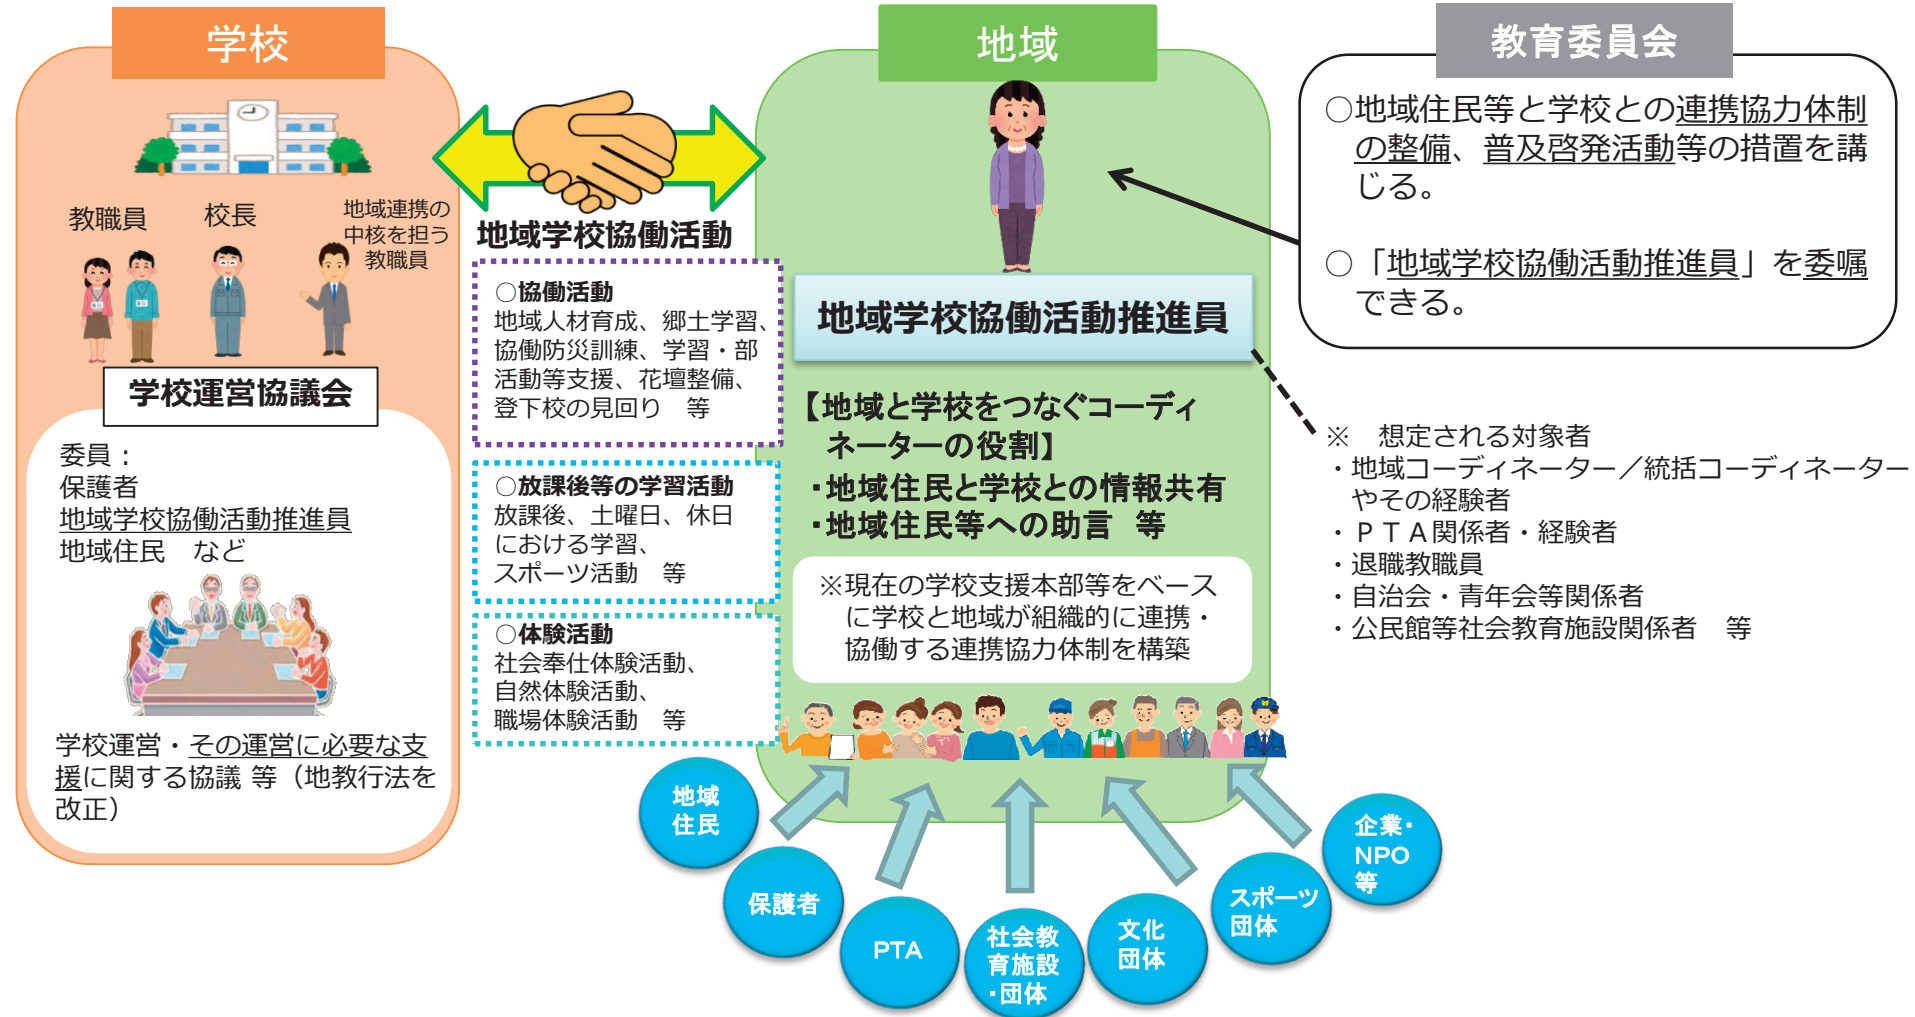 学校
教職員
校長
地域連携の
中核を担う
教職員
学校運営協議会
委員：
保護者
地域学校協働活動推進員
地域住民　など
学校運営・その運営に必要な支
援に関する協議 等（地教行法を
改正）
地域学校協働活動
○協働活動
地域人材育成、郷土学習、
協働防災訓練、学習・部
活動等支援、花壇整備、
登下校の見回り　等
○放課後等の学習活動
放課後、土曜日、休日
における学習、
スポーツ活動　等
○体験活動
社会奉仕体験活動、
自然体験活動、
職場体験活動　等
地域
地域学校協働活動推進員
【地域と学校をつなぐコーディ
ネーターの役割】
・地域住民と学校との情報共有
・地域住民等への助言　等
※現在の学校支援本部等をベース
に学校と地域が組織的に連携・
協働する連携協力体制を構築
地域
住民
保護者
PTA
社会教
育施設
・団体
文化
団体
スポーツ
団体
企業・
NPO
等
教育委員会
○地域住民等と学校との連携協力体制
の整備、普及啓発活動等の措置を講
じる。
○「地域学校協働活動推進員」を委嘱
できる。
※　想定される対象者
・地域コーディネーター／統括コーディネーター
やその経験者
・ＰＴＡ関係者・経験者
・退職教職員
・自治会・青年会等関係者
・公民館等社会教育施設関係者　等